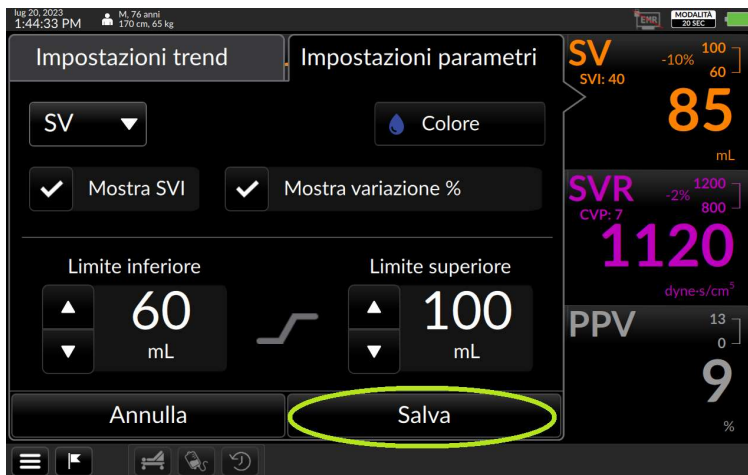 lug 20, 2023
1:44:33 PM
M, 76 anni
170 cm, 65 kg
EMR
MODALITÀ
20 SEC
Impostazioni trend
Impostazioni parametri
SV
Colore
Mostra SVI
Mostra variazione %
Limite inferiore
60
mL
Limite superiore
100
mL
Annulla
Salva
SV
SVI: 40
-10%
100
60
85
mL
SVR
CVP: 7
-2%
1200
800
1120
dyne·s/cm⁵
PPV
13
0
9
%